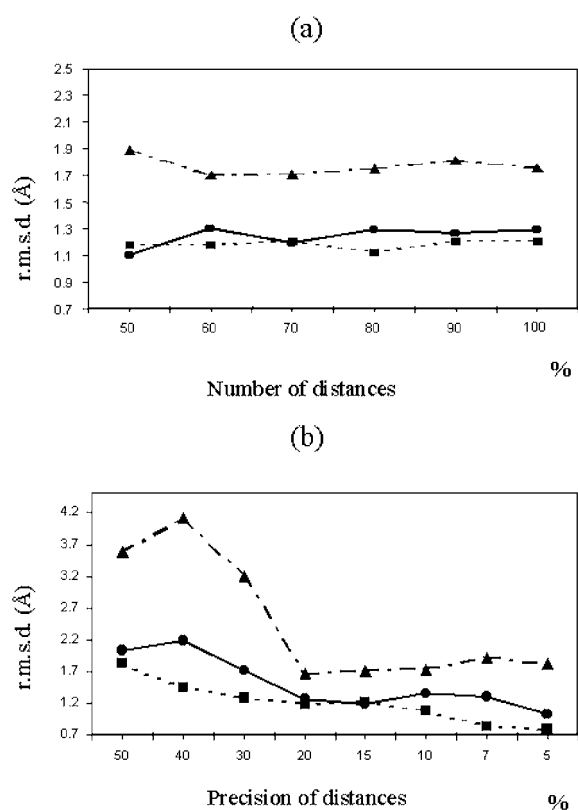 (a)
2.5
2.3
2.1
1.9
1.7
1.5
1.3
1.1
0.9
0.7
r.m.s.d. (Å)
50 60 70 80 90 100
%
Number of distances
(b)
4.2
3.7
3.2
2.7
2.2
1.7
1.2
0.7
r.m.s.d. (Å)
50 40 30 20 15 10 7 5
Precision of distances %